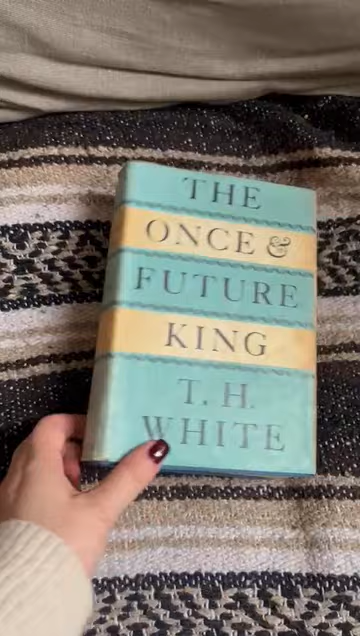 THE
ONCE &
FUTURE
KING
T. H.
WHITE